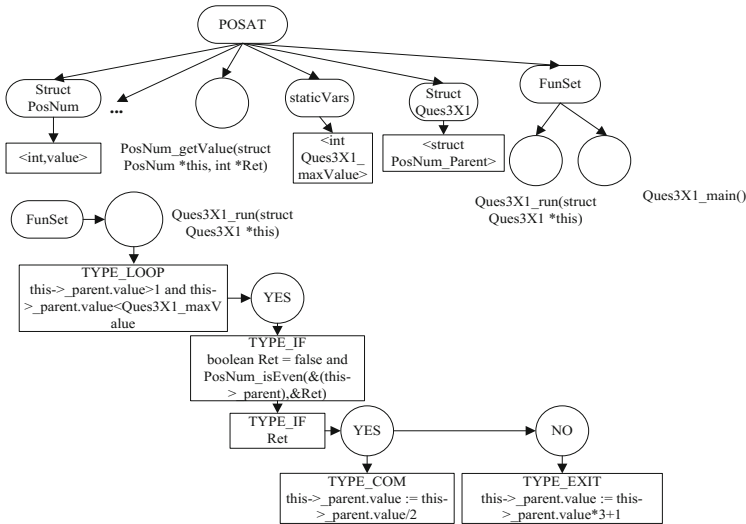 POSAT
Struct
PosNum
...
staticVars
Struct
Ques3X1
FunSet
<int,value>
PosNum_getValue(struct
PosNum *this, int *Ret)
<int
Ques3X1_
maxValue>
<struct
PosNum_Parent>
Ques3X1_run(struct
Ques3X1 *this)
Ques3X1_main()
FunSet
Ques3X1_run(struct
Ques3X1 *this)
TYPE_LOOP
this->_parent.value>1 and this-
>_parent.value<Ques3X1_maxV
alue
YES
TYPE_IF
boolean Ret = false and
PosNum_isEven(&(this-
>_parent),&Ret)
TYPE_IF
Ret
YES
NO
TYPE_COM
this->_parent.value := this-
>_parent.value/2
TYPE_EXIT
this->_parent.value := this-
>_parent.value*3+1